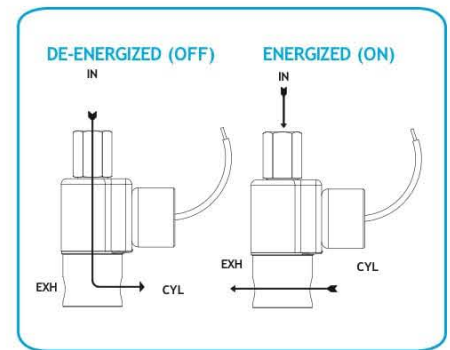 DE-ENERGIZED (OFF)
IN
EXH
CYL
ENERGIZED (ON)
IN
EXH
CYL